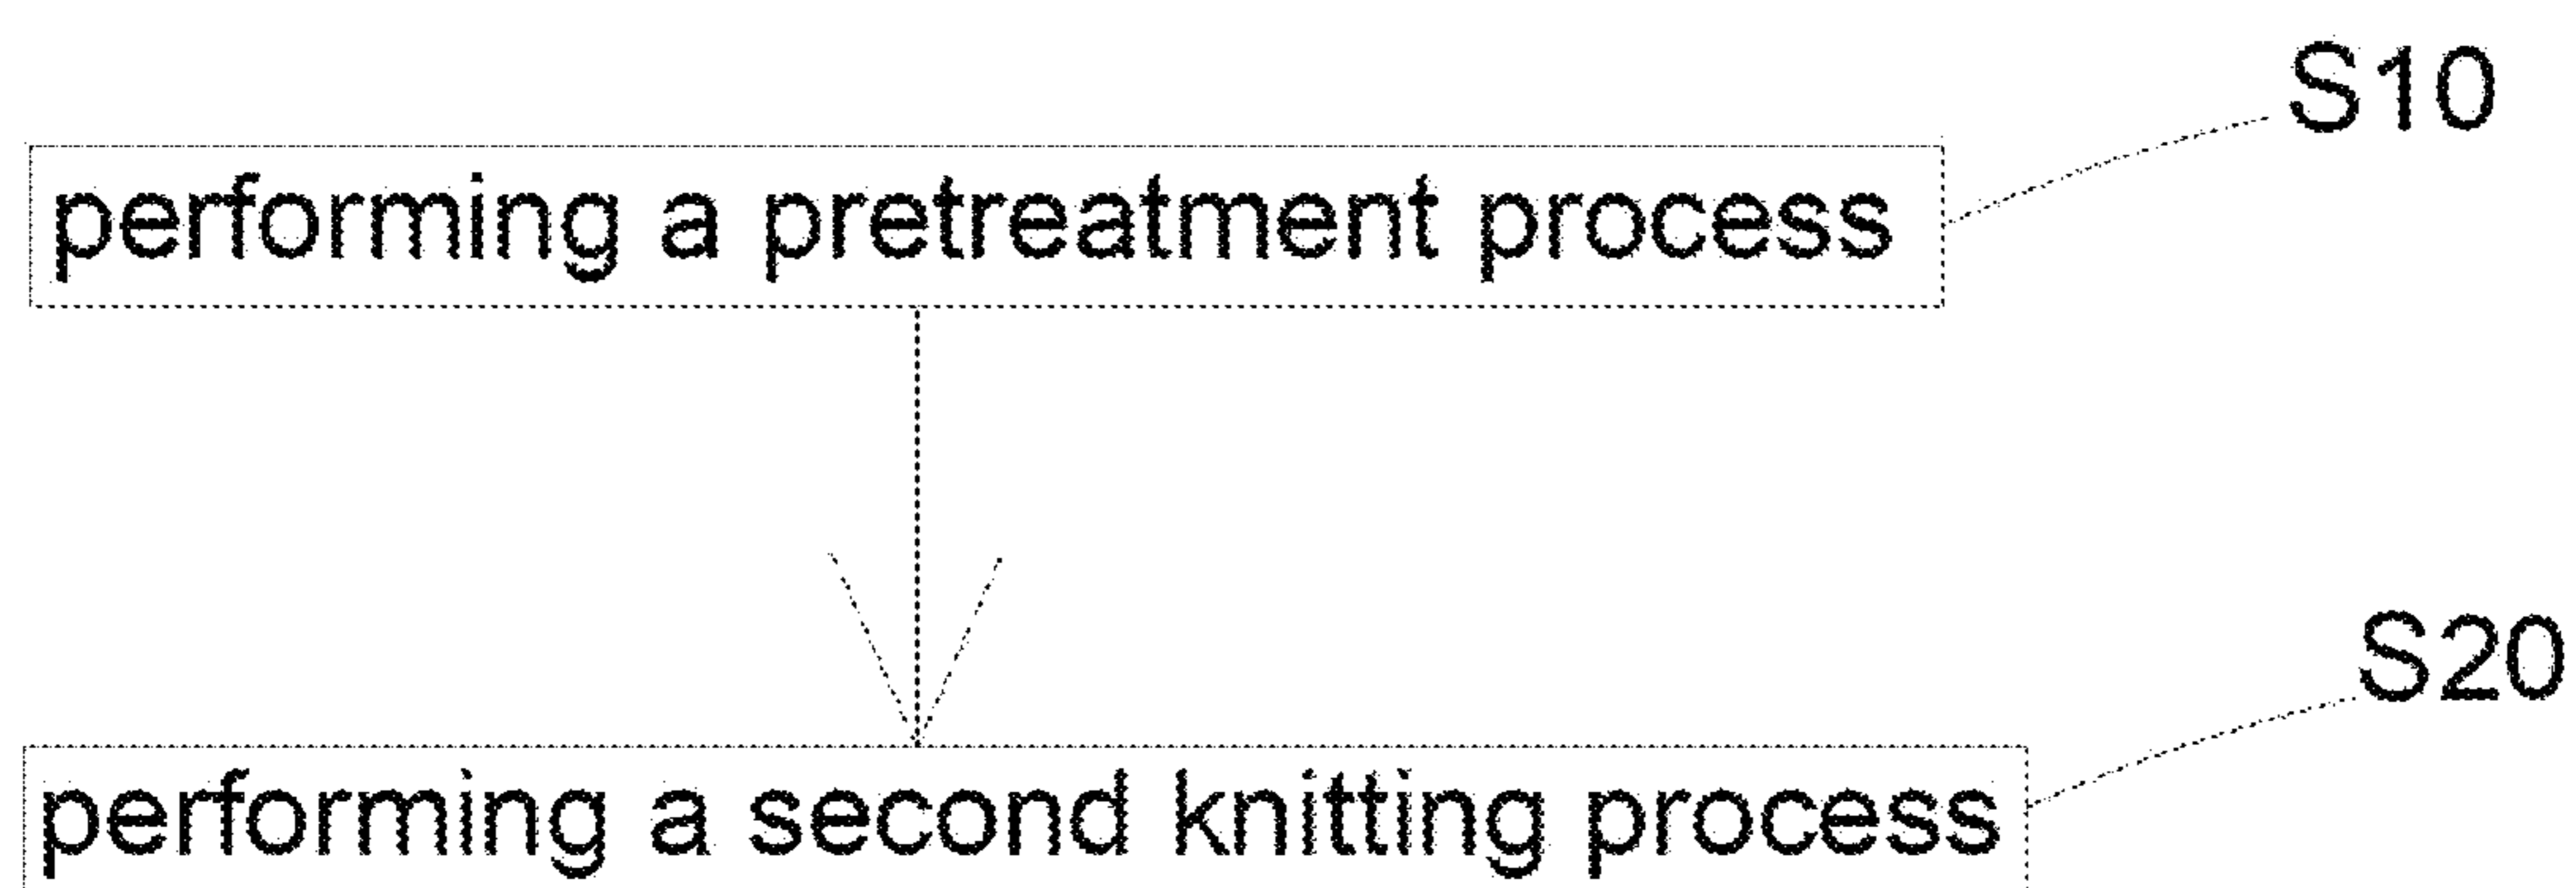 S10
performing a pretreatment process
S20
performing a second knitting process